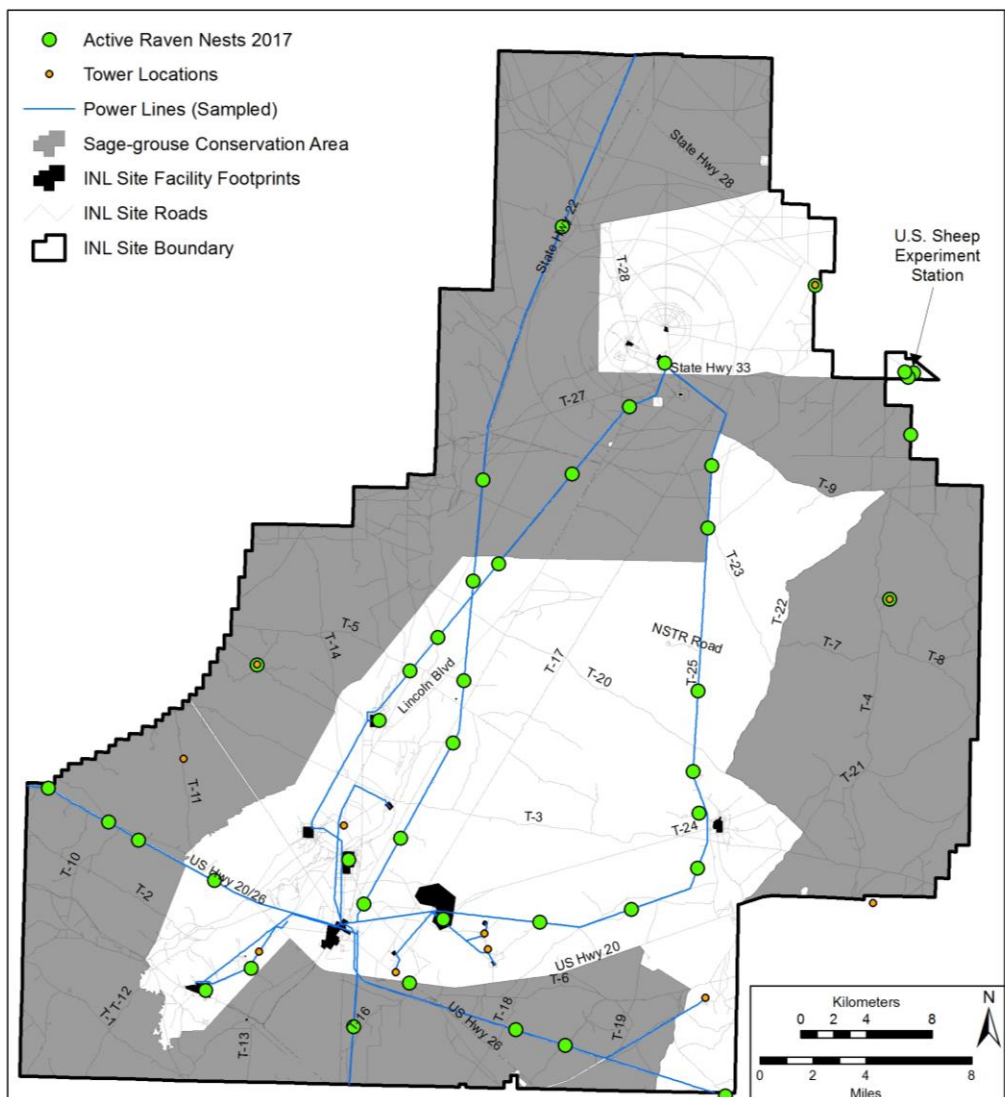 Active Raven Nests 2017
Tower Locations
Power Lines (Sampled)
Sage-grouse Conservation Area
INL Site Facility Footprints
INL Site Roads
INL Site Boundary
State Hwy 28
State Hwy 22
T-28
U.S. Sheep
Experiment
Station
State Hwy 33
T-27
T-9
T-23
T-22
T-5
T-14
NSTR Road
T-7
T-8
T-17
Lincoln Blvd
T-20
T-25
T-4
T-21
T-11
T-3
T-24
T-10
US Hwy 20/26
T-2
US Hwy 20
T-6
T-12
T-1
T-13
T-16
T-18
US Hwy 26
T-19
Kilometers
0 2 4 8
N
0 2 4 8
Miles